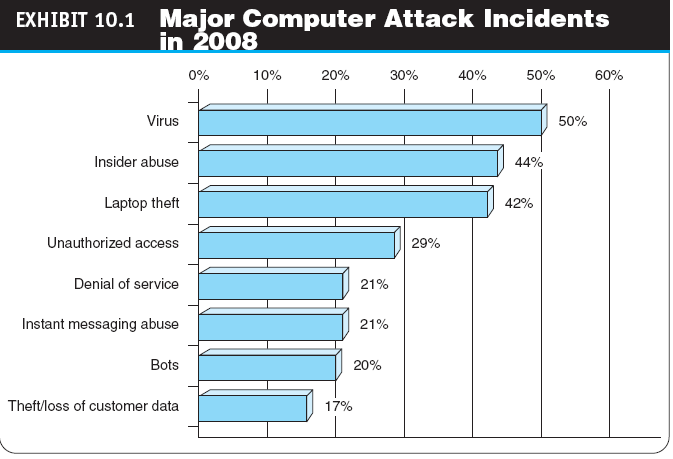 EXHIBIT 10.1 Major Computer Attack Incidents
in 2008
0% 10% 20% 30% 40% 50% 60%
Virus 50%
Insider abuse 44%
Laptop theft 42%
Unauthorized access 29%
Denial of service 21%
Instant messaging abuse 21%
Bots 20%
Theft/loss of customer data 17%